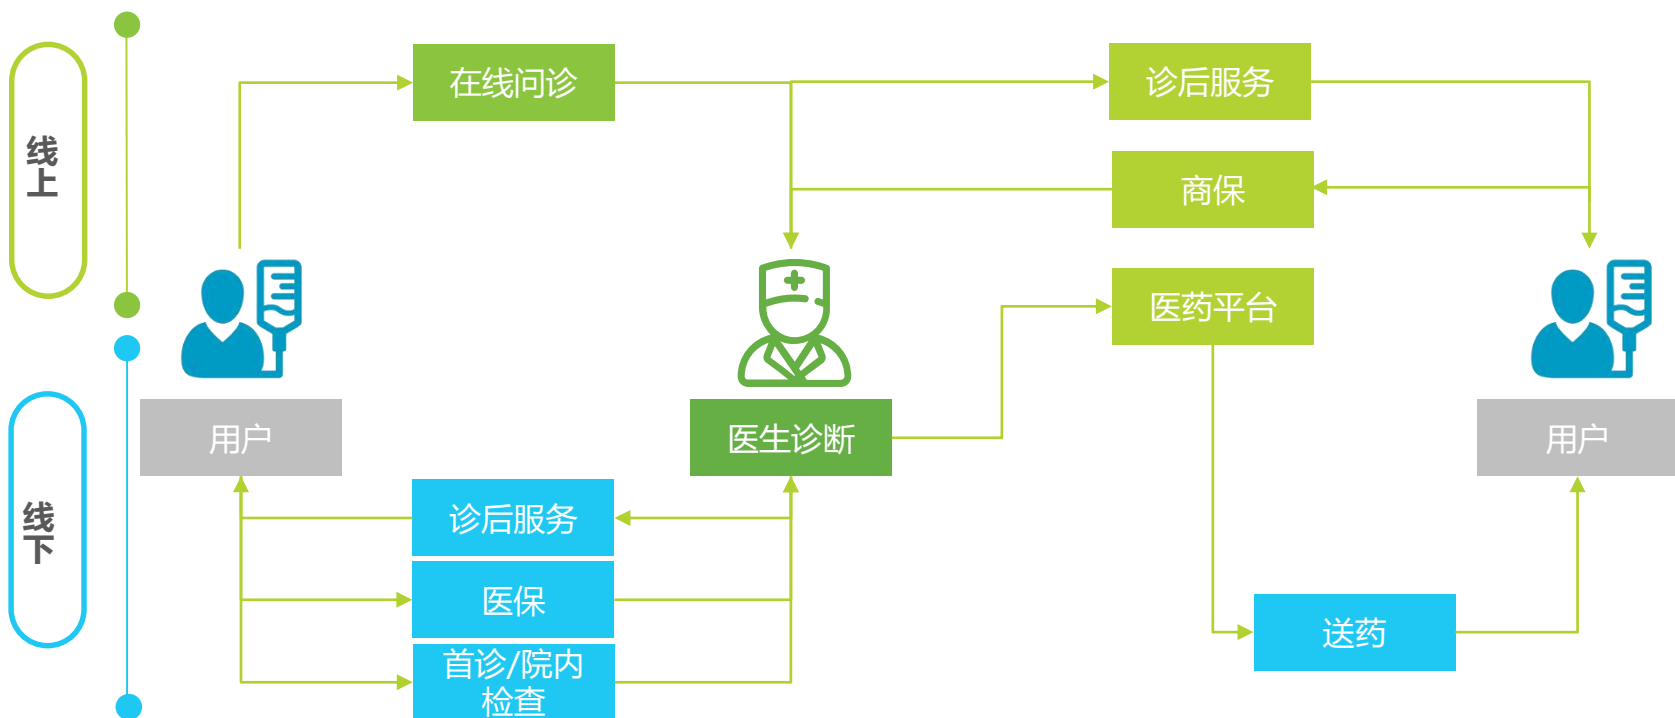 线上
在线问诊
诊后服务
商保
医药平台
用户
医生诊断
用户
线下
诊后服务
医保
首诊/院内
检查
送药